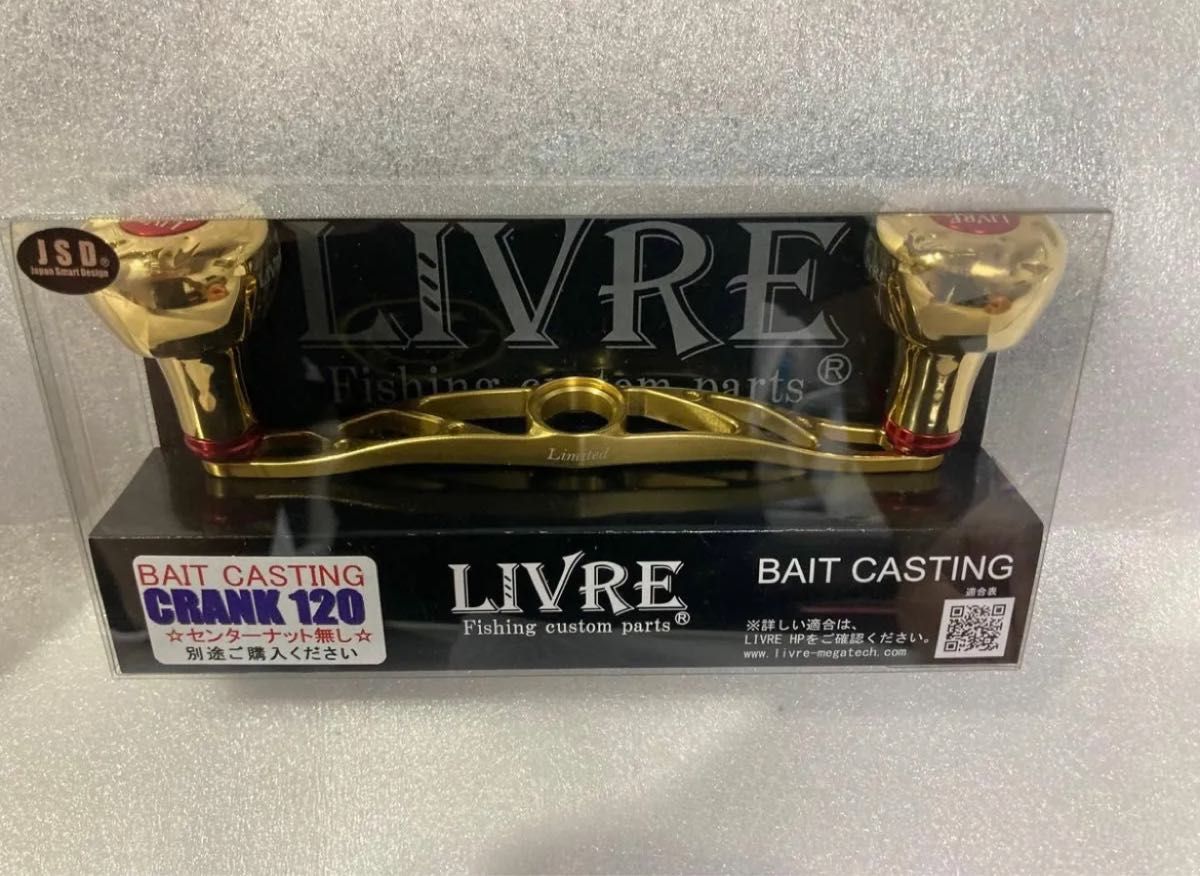 JSD®
Japan Smart Design
LIVRE
LIVRE
LIVRE®
Fishing custom parts
Limited
BAIT CASTING
CRANK 120
☆センターナット無し☆
別途ご購入ください
LIVRE®
Fishing custom parts
BAIT CASTING
適合表
※詳しい適合は、
LIVRE HPをご確認ください。
www.livre-megatech.com